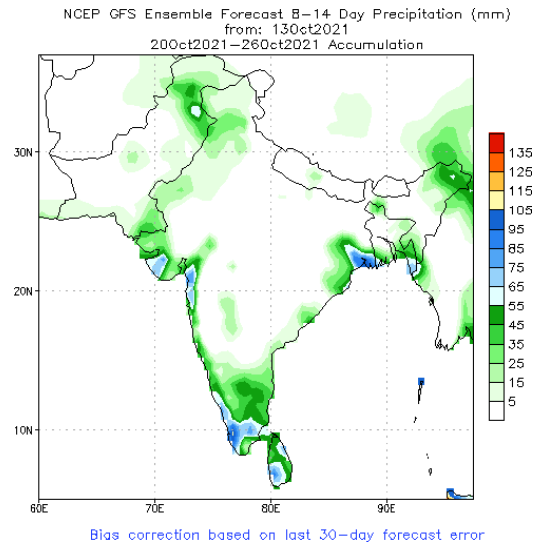 NCEP GFS Ensemble Forecast 8-14 Day Precipitation (mm)
from: 13Oct2021
20Oct2021-26Oct2021 Accumulation
30N
20N
10N
60E
70E
80E
90E
135
125
115
105
95
85
75
65
55
45
35
25
15
5
Bias correction based on last 30-day forecast error